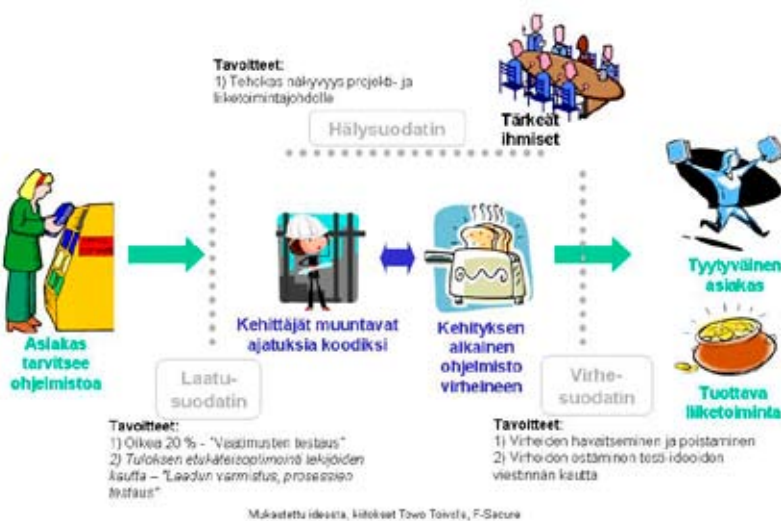 Tavoitteet:
1) Tehokas näkyvyys projekti- ja
liiketoimintajohdolle
Hälysuodatin
Tärkeät
ihmiset
Asiakas
tarvitsee
ohjelmistoa
Kehittäjät muuntavat
ajatuksia koodiksi
Kehityksen
aikainen
ohjelmisto
virheineen
Tyytyväinen
asiakas
Tuottava
liiketoiminta
Laatu-
suodatin
Virhe-
suodatin
Tavoitteet:
1) Oikea 20 % - "Vaatimusten testaus"
2) Tuloksen etukäteisoptimointi tekijöiden
kautta – "Laadun varmistus, prosessien
testaus"
Tavoitteet:
1) Virheiden havaitseminen ja poistaminen
2) Virheiden estäminen testi-ideoiden
viestinnän kautta
Mukastettu ideasta, kiitokset Towo Toivola, F-Secure